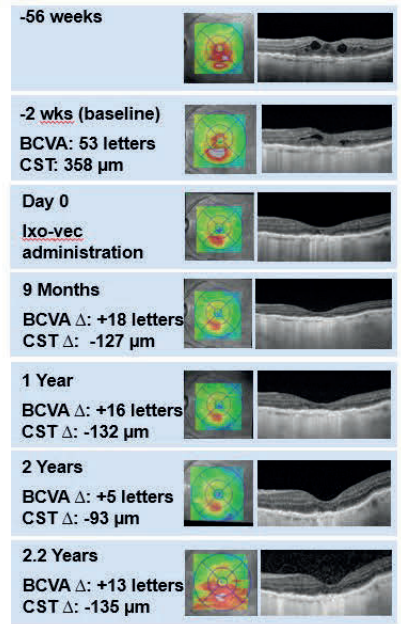 -56 weeks
-2 wks (baseline)
BCVA: 53 letters
CST: 358 µm
Day 0
Ixo-vec
administration
9 Months
BCVA Δ: +18 letters
CST Δ: -127 µm
1 Year
BCVA Δ: +16 letters
CST Δ: -132 µm
2 Years
BCVA Δ: +5 letters
CST Δ: -93 µm
2.2 Years
BCVA Δ: +13 letters
CST Δ: -135 µm